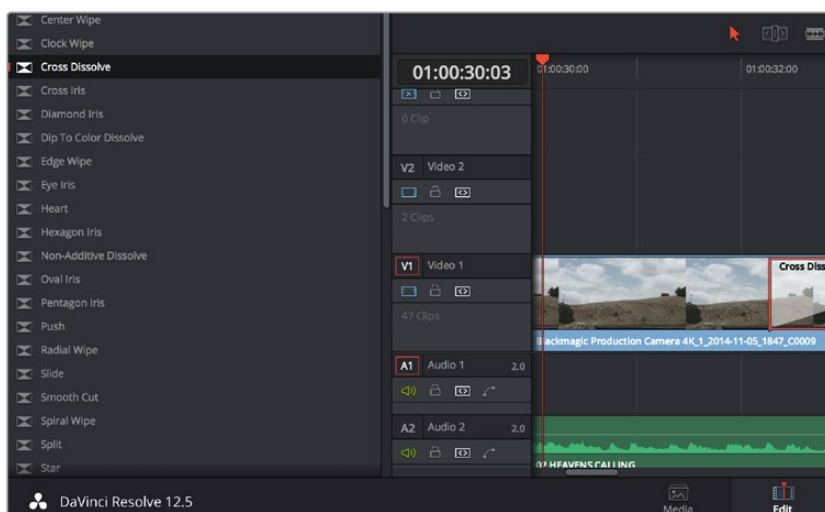 Center Wipe
Clock Wipe
Cross Dissolve
Cross Iris
Diamond Iris
Dip To Color Dissolve
Edge Wipe
Eye Iris
Heart
Hexagon Iris
Non-Additive Dissolve
Oval Iris
Pentagon Iris
Push
Radial Wipe
Slide
Smooth Cut
Spiral Wipe
Split
Star
DaVinci Resolve 12.5
01:00:30:03
01:00:30:00
01:00:32:00
0 Clip
V2 Video 2
2 Clips
V1 Video 1
47 Clips
Cross Diss
Blackmagic Production Camera 4K_1_2014-11-05_1847_C0009
A1 Audio 1 2.0
A2 Audio 2 2.0
02 HEAVENS CALLING
Media
Edit